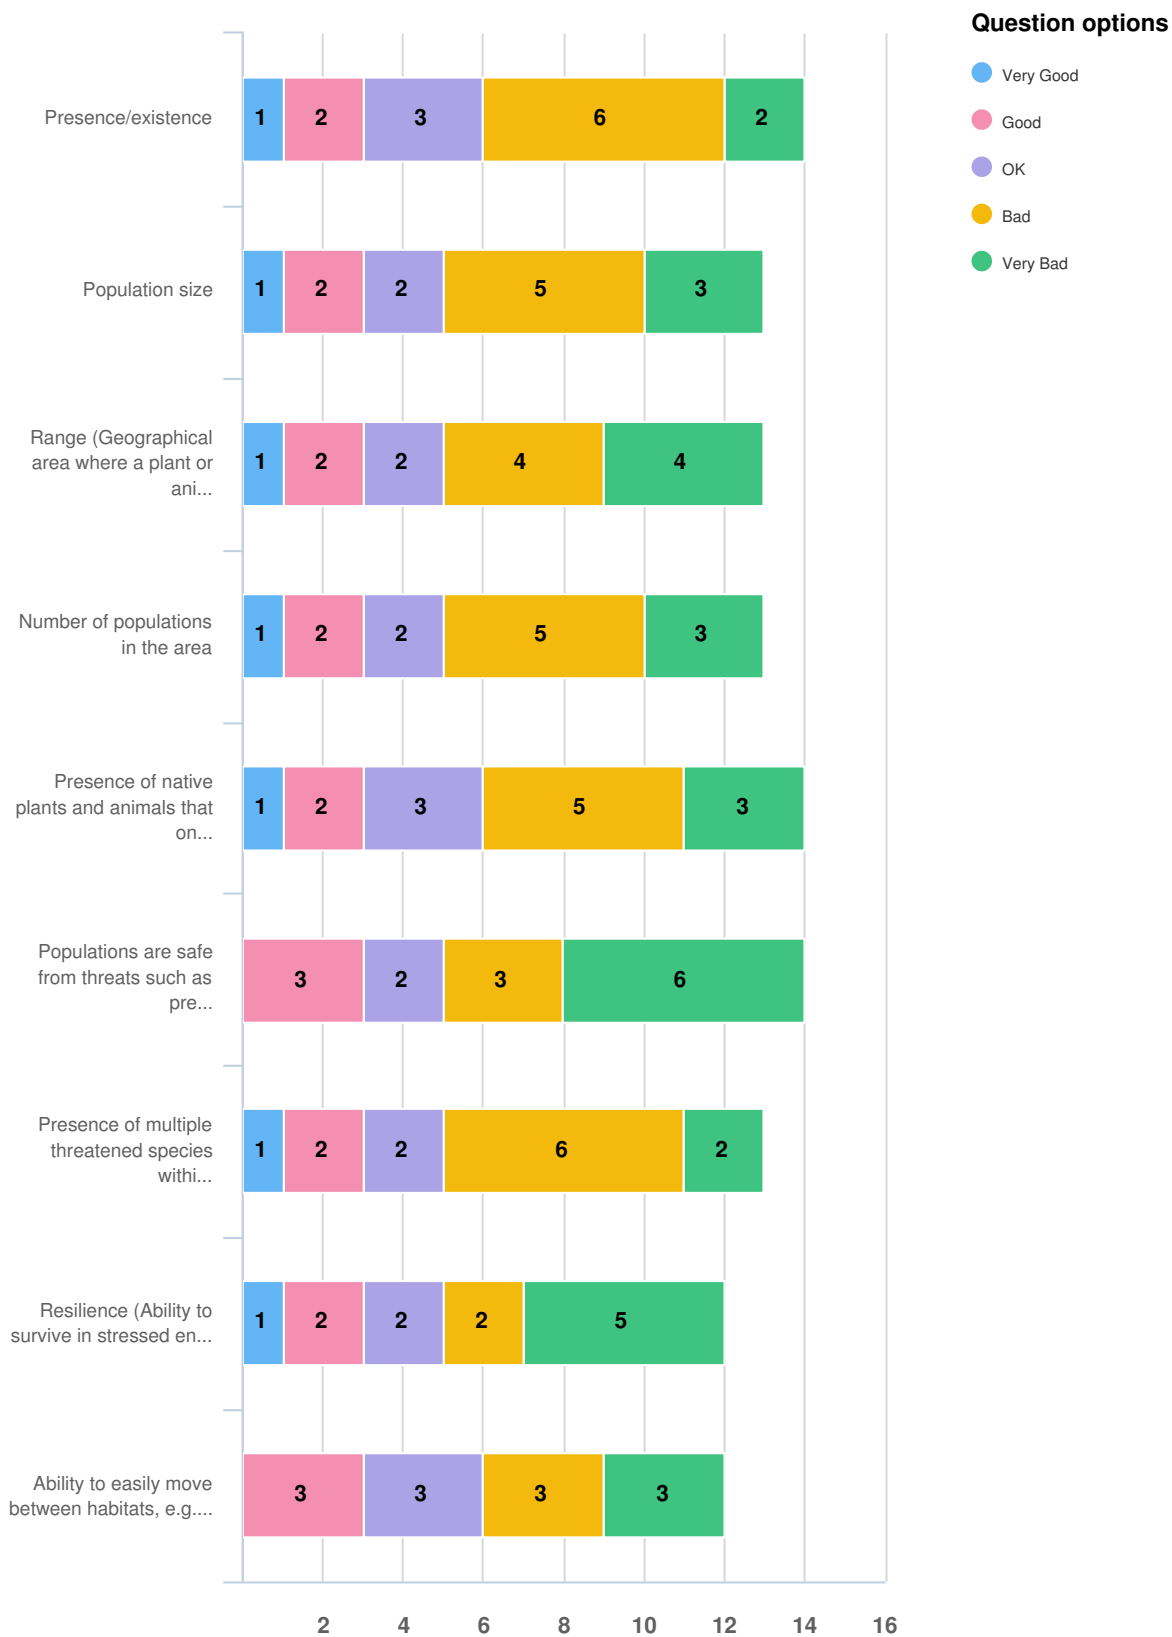 Question options
Very Good
Good
OK
Bad
Very Bad
Presence/existence
1 2 3 6 2
Population size
1 2 2 5 3
Range (Geographical
area where a plant or
ani...
1 2 2 4 4
Number of populations
in the area
1 2 2 5 3
Presence of native
plants and animals that
on...
1 2 3 5 3
Populations are safe
from threats such as
pre...
3 2 3 6
Presence of multiple
threatened species
withi...
1 2 2 6 2
Resilience (Ability to
survive in stressed en...
1 2 2 2 5
Ability to easily move
between habitats, e.g....
3 3 3 3
2 4 6 8 10 12 14 16